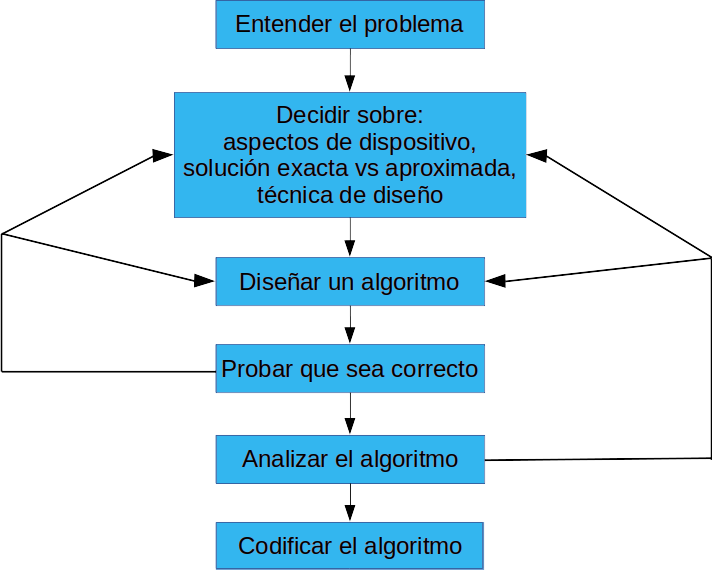 Entender el problema
Decidir sobre:
aspectos de dispositivo,
solución exacta vs aproximada,
técnica de diseño
Diseñar un algoritmo
Probar que sea correcto
Analizar el algoritmo
Codificar el algoritmo